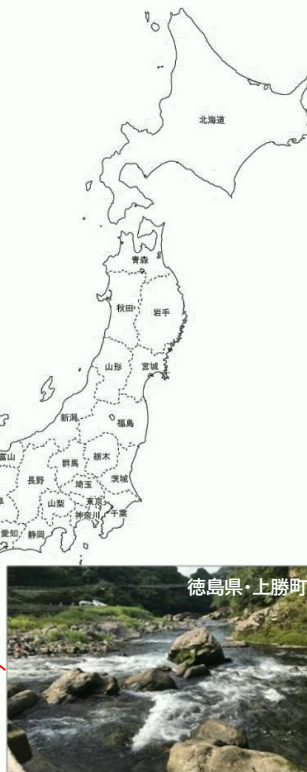 北海道
青森
秋田
岩手
山形
宮城
新潟
福島
富山
長野
群馬
栃木
茨城
埼玉
山梨
東京
神奈川
千葉
愛知
静岡
徳島県・上勝町